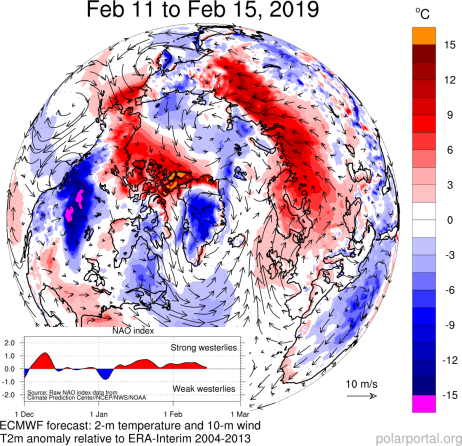 Feb 11 to Feb 15, 2019
°C
15
12
9
6
3
0
-3
-6
-9
-12
-15
NAO index
2.0
1.0
0.0
-1.0
-2.0
Strong westerlies
Weak westerlies
Source: Raw NAO index data from
Climate Prediction Center/NCEP/NWS/NOAA
1 Dec
1 Jan
1 Feb
1 Mar
10 m/s
ECMWF forecast: 2-m temperature and 10-m wind
T2m anomaly relative to ERA-Interim 2004-2013
polarportal.org